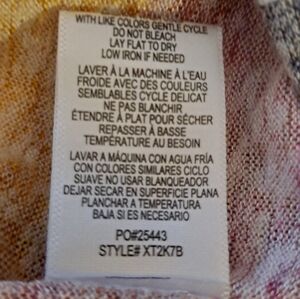 WITH LIKE COLORS GENTLE CYCLE
DO NOT BLEACH
LAY FLAT TO DRY
LOW IRON IF NEEDED
LAVER À LA MACHINE À L'EAU
FROIDE AVEC DES COULEURS
SEMBLABLES CYCLE DELICAT
NE PAS BLANCHIR
ÉTENDRE À PLAT POUR SÉCHER
REPASSER À BASSE
TEMPÉRATURE AU BESOIN
LAVAR A MÁQUINA CON AGUA FRÍA
CON COLORES SIMILARES CICLO
SUAVE NO USAR BLANQUEADOR
DEJAR SECAR EN SUPERFICIE PLANA
PLANCHAR A TEMPERATURA
BAJA SI ES NECESARIO
PO#25443
STYLE# XT2K7B